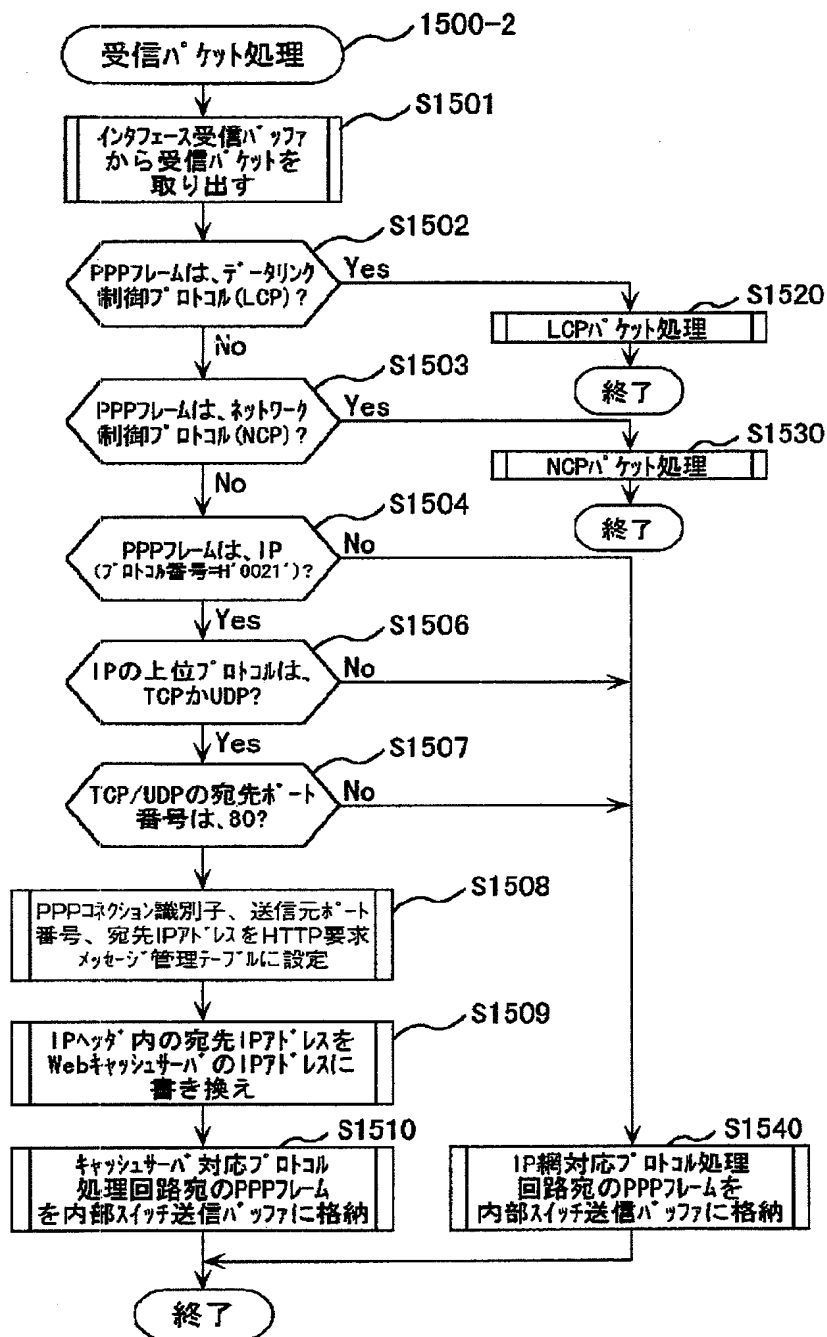 受信パケット処理
1500-2
S1501
インタフェース受信バッファ
から受信パケットを
取り出す
S1502
PPPフレームは、データリンク
制御プロトコル(LCP)?
Yes
No
S1520
LCPパケット処理
終了
S1503
PPPフレームは、ネットワーク
制御プロトコル(NCP)?
Yes
No
S1530
NCPパケット処理
終了
S1504
PPPフレームは、IP
(プロトコル番号=H'0021')?
No
Yes
S1506
IPの上位プロトコルは、
TCPかUDP?
No
Yes
S1507
TCP/UDPの宛先ポート
番号は、80?
No
S1508
PPPコネクション識別子、送信元ポート
番号、宛先IPアドレスをHTTP要求
メッセージ管理テーブルに設定
S1509
IPヘッダ内の宛先IPアドレスを
WebキャッシュサーバのIPアドレスに
書き換え
S1510
キャッシュサーバ対応プロトコル
処理回路宛のPPPフレーム
を内部スイッチ送信バッファに格納
S1540
IP網対応プロトコル処理
回路宛のPPPフレームを
内部スイッチ送信バッファに格納
終了